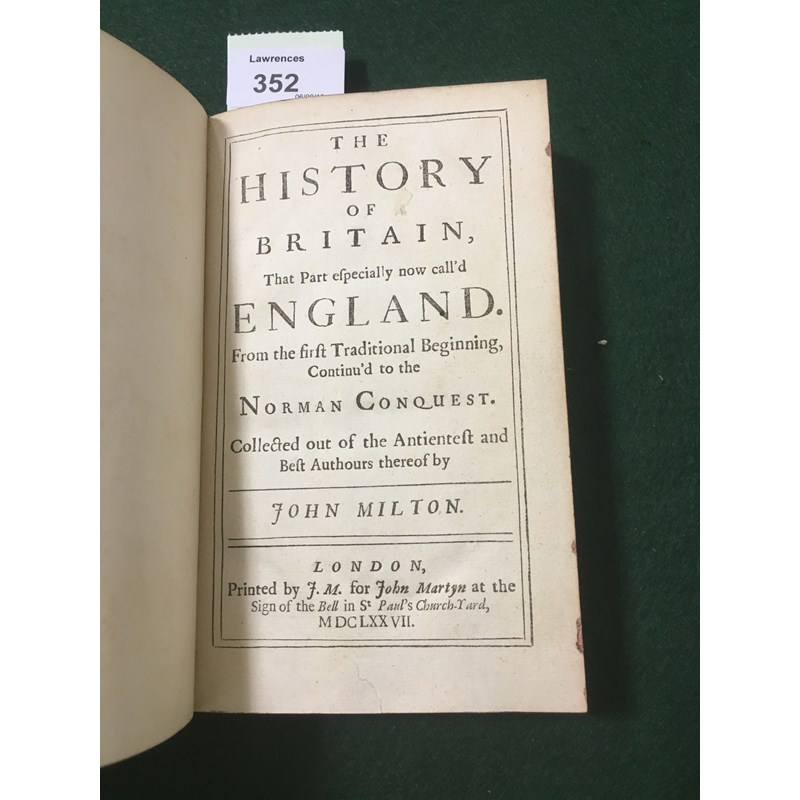 Lawrences
352
THE
HISTORY
OF
BRITAIN,
That Part eſpecially now call'd
ENGLAND.
From the firſt Traditional Beginning,
Continu'd to the
NORMAN CONQUEST.
Collected out of the Antienteſt and
Beſt Authours thereof by
JOHN MILTON.
LONDON,
Printed by J. M. for John Martyn at the
Sign of the Bell in St Paul's Church-Yard,
MDCLXXVII.